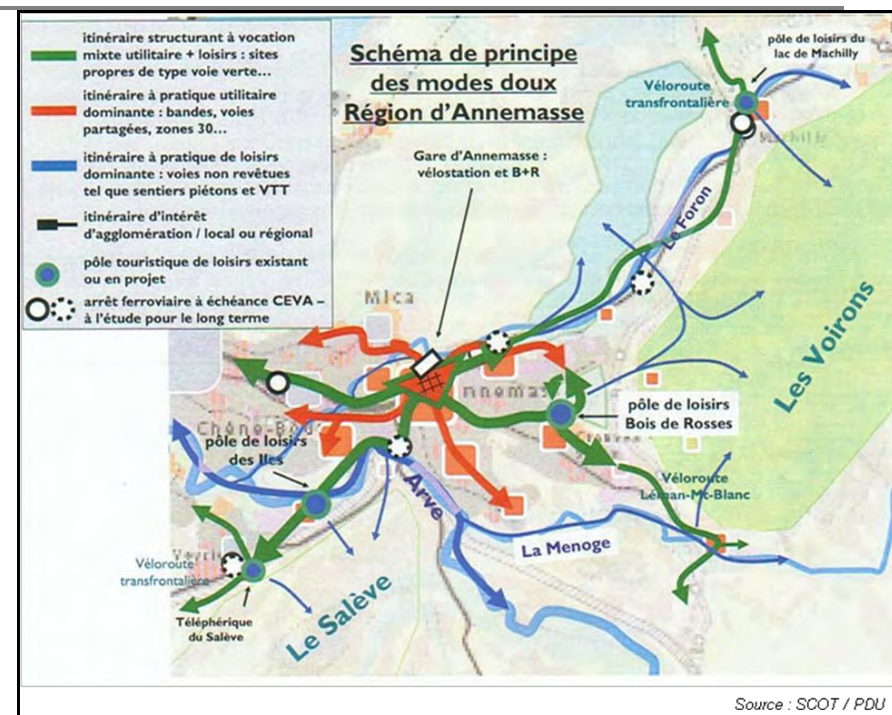 itinéraire structurant à vocation
mixte utilitaire + loisirs : sites
propres de type voie verte…
itinéraire à pratique utilitaire
dominante : bandes, voies
partagées, zones 30…
itinéraire à pratique de loisirs
dominante : voies non revêtues
tel que sentiers piétons et VTT
itinéraire d'intérêt
d'agglomération / local ou régional
pôle touristique de loisirs existant
ou en projet
arrêt ferroviaire à échéance CEVA –
à l'étude pour le long terme
Schéma de principe
des modes doux
Région d'Annemasse
Gare d'Annemasse :
vélostation et B+R
pôle de loisirs du
lac de Machilly
Véloroute
transfrontalière
Machilly
Le Foron
Les Voirons
pôle de loisirs
Bois de Rosses
pôle de loisirs
des Iles
Arve
Véloroute
Léman-Mt-Blanc
La Menoge
Véloroute
transfrontalière
Téléphérique
du Salève
Le Salève
Source : SCOT / PDU